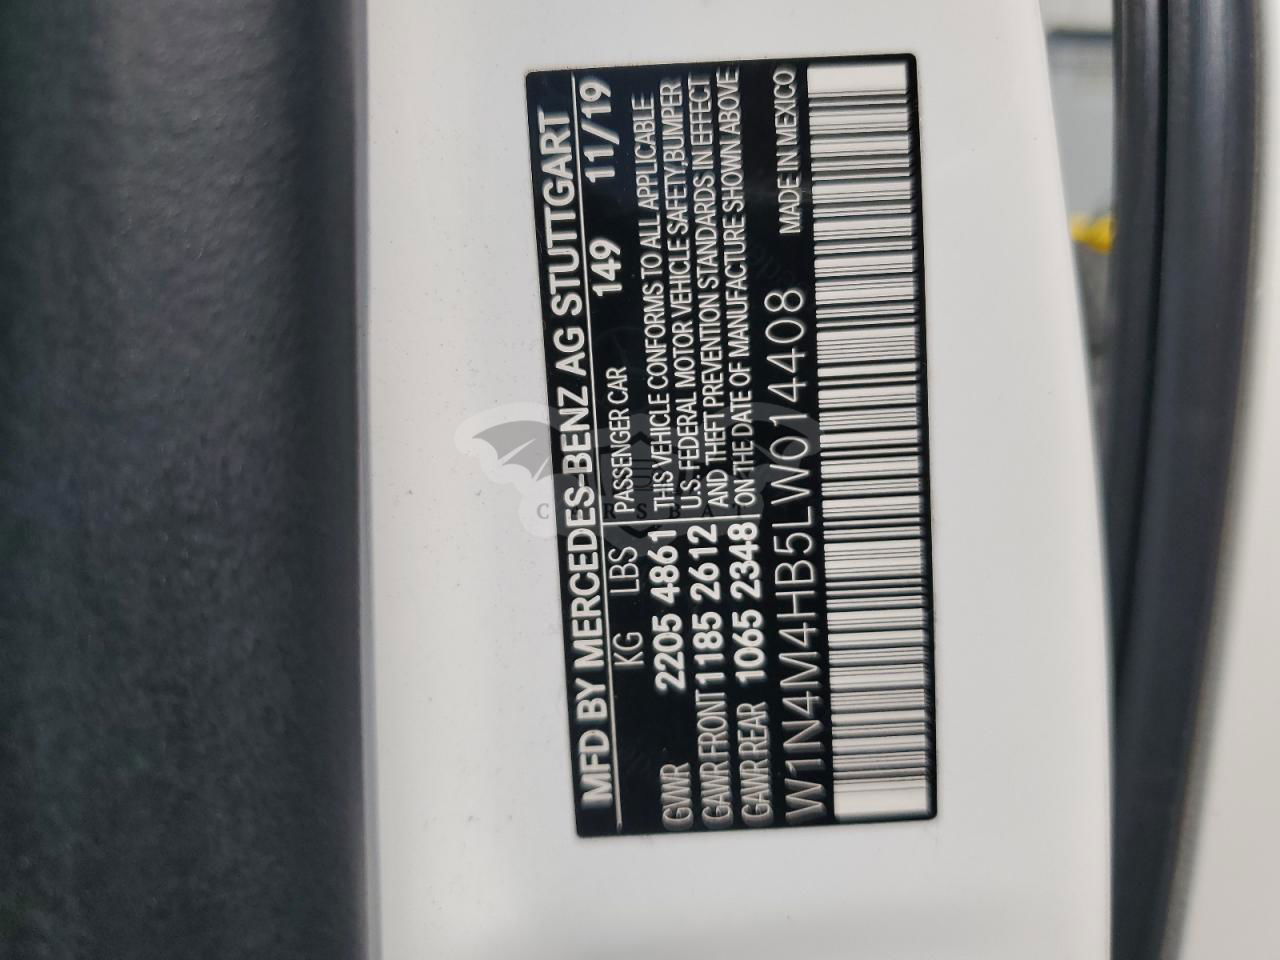 MFD BY MERCEDES-BENZ AG STUTTGART
KG LBS 149 11/19
PASSENGER CAR
GWR 2205 4861 THIS VEHICLE CONFORMS TO ALL APPLICABLE
GAWR FRONT 1185 2612 U.S. FEDERAL MOTOR VEHICLE SAFETY, BUMPER
GAWR REAR 1065 2348 AND THEFT PREVENTION STANDARDS IN EFFECT
ON THE DATE OF MANUFACTURE SHOWN ABOVE
W1N4M4HB5LW014408 MADE IN MEXICO
CARSBAT